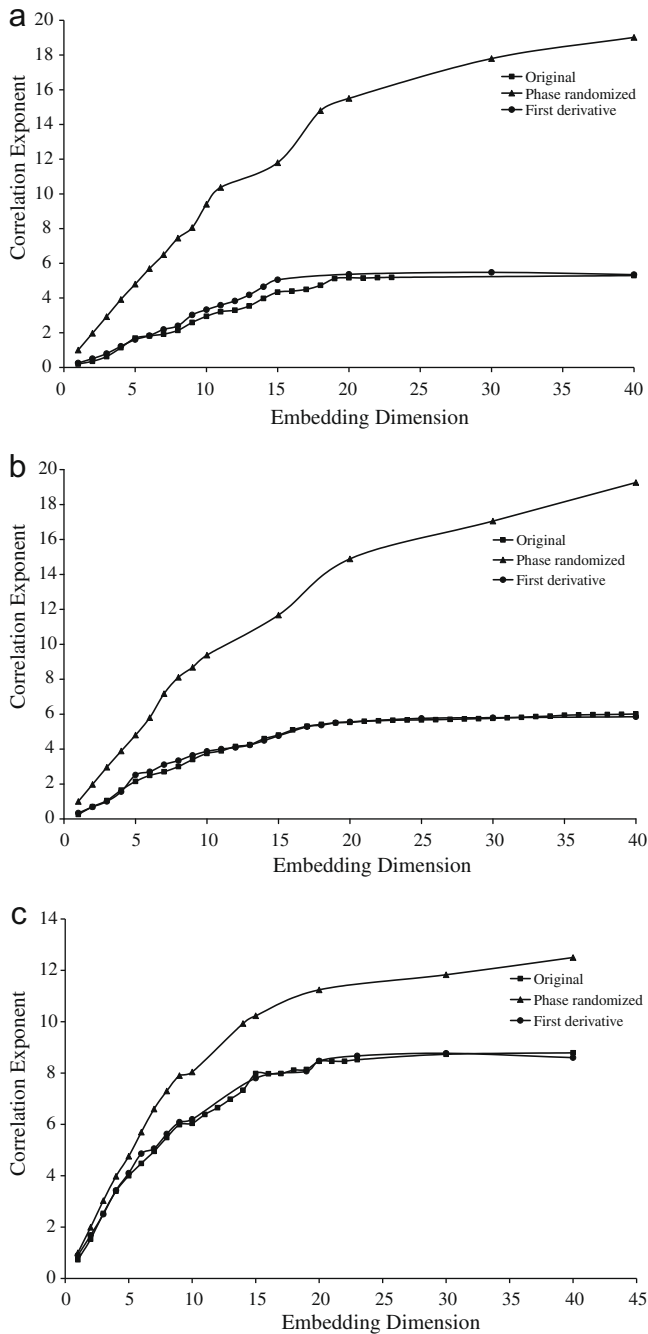 a
20
18
16
14
12
10
8
6
4
2
0
Correlation Exponent
Original
Phase randomized
First derivative
0 5 10 15 20 25 30 35 40
Embedding Dimension
b
20
18
16
14
12
10
8
6
4
2
0
Correlation Exponent
Original
Phase randomized
First derivative
0 5 10 15 20 25 30 35 40
Embedding Dimension
c
14
12
10
8
6
4
2
0
Correlation Exponent
Original
Phase randomized
First derivative
0 5 10 15 20 25 30 35 40 45
Embedding Dimension